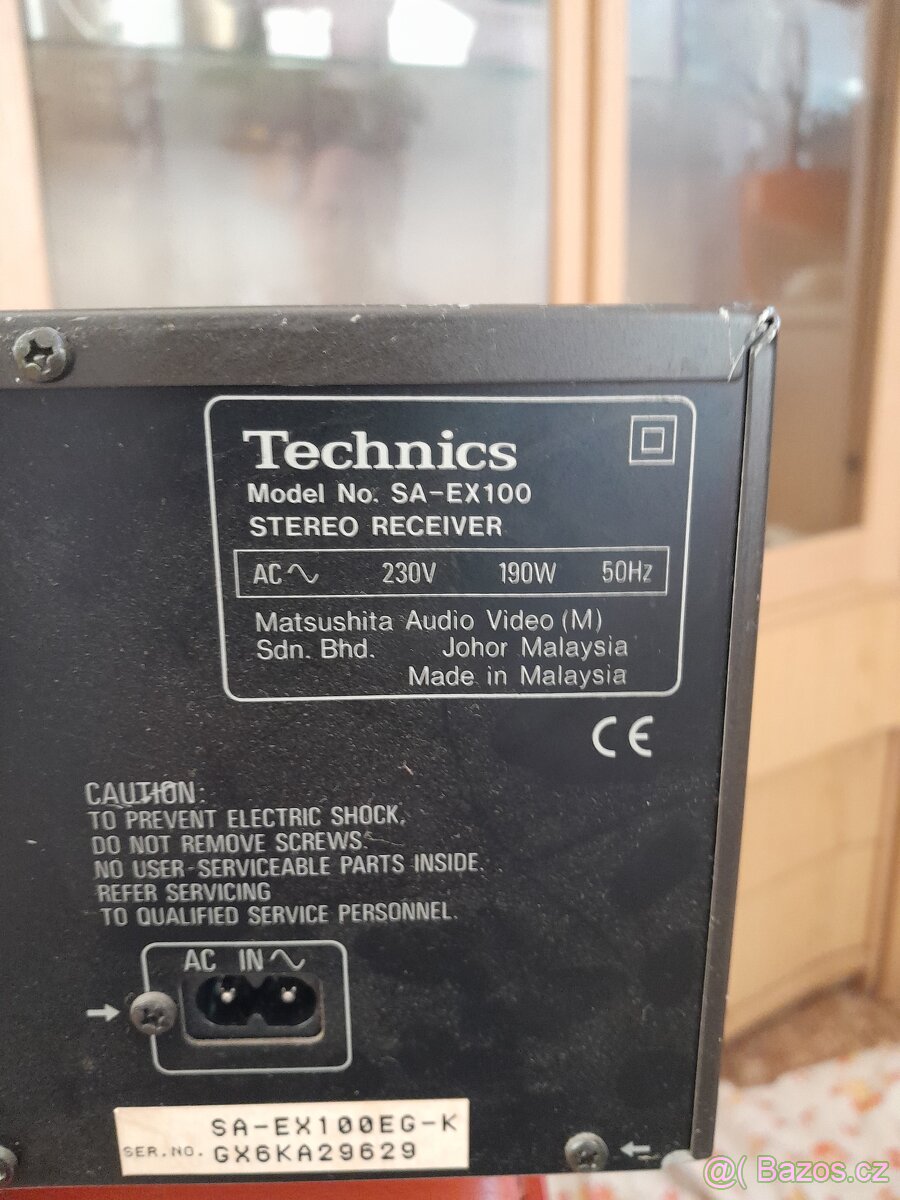 Technics
Model No. SA-EX100
STEREO RECEIVER
AC 230V 190W 50Hz
Matsushita Audio Video (M)
Sdn. Bhd. Johor Malaysia
Made in Malaysia
CE
CAUTION:
TO PREVENT ELECTRIC SHOCK,
DO NOT REMOVE SCREWS.
NO USER-SERVICEABLE PARTS INSIDE.
REFER SERVICING
TO QUALIFIED SERVICE PERSONNEL.
AC IN
SA-EX100EG-K
SER.NO. GX6KA29629
@( Bazos.cz